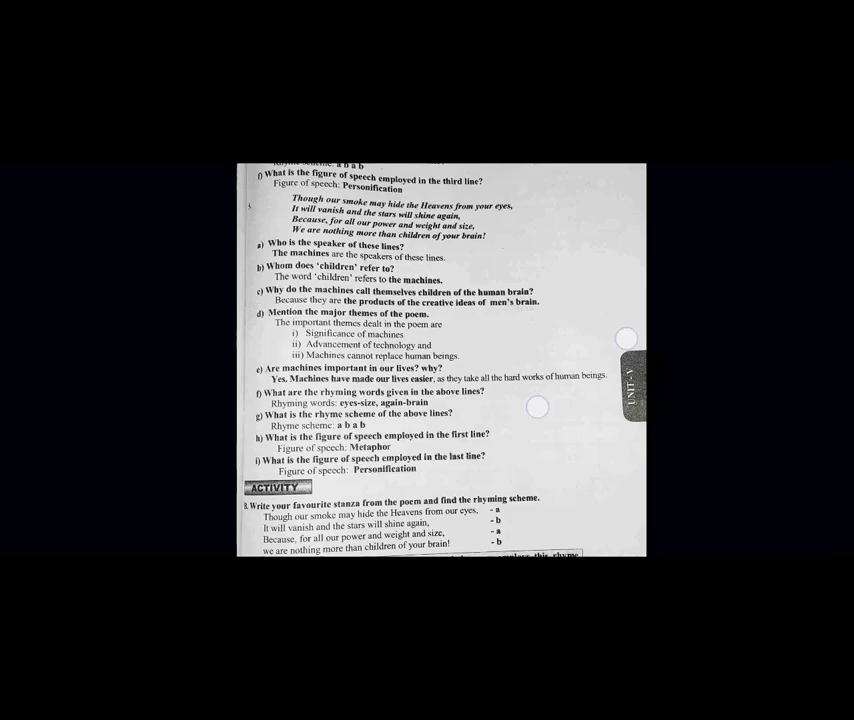 Rhyme scheme: a b a b
f) What is the figure of speech employed in the third line?
Figure of speech: Personification
Though our smoke may hide the Heavens from your eyes,
It will vanish and the stars will shine again,
Because, for all our power and weight and size,
We are nothing more than children of your brain!
a) Who is the speaker of these lines?
The machines are the speakers of these lines.
b) Whom does 'children' refer to?
The word 'children' refers to the machines.
c) Why do the machines call themselves children of the human brain?
Because they are the products of the creative ideas of men's brain.
d) Mention the major themes of the poem.
The important themes dealt in the poem are
i) Significance of machines
ii) Advancement of technology and
iii) Machines cannot replace human beings.
e) Are machines important in our lives? why?
Yes. Machines have made our lives easier, as they take all the hard works of human beings.
f) What are the rhyming words given in the above lines?
Rhyming words: eyes-size, again-brain
g) What is the rhyme scheme of the above lines?
Rhyme scheme: a b a b
h) What is the figure of speech employed in the first line?
Figure of speech: Metaphor
i) What is the figure of speech employed in the last line?
Figure of speech: Personification
UNIT - V
ACTIVITY
B. Write your favourite stanza from the poem and find the rhyming scheme.
Though our smoke may hide the Heavens from our eyes, - a
It will vanish and the stars will shine again, - b
Because, for all our power and weight and size, - a
we are nothing more than children of your brain! - b
this rhyme